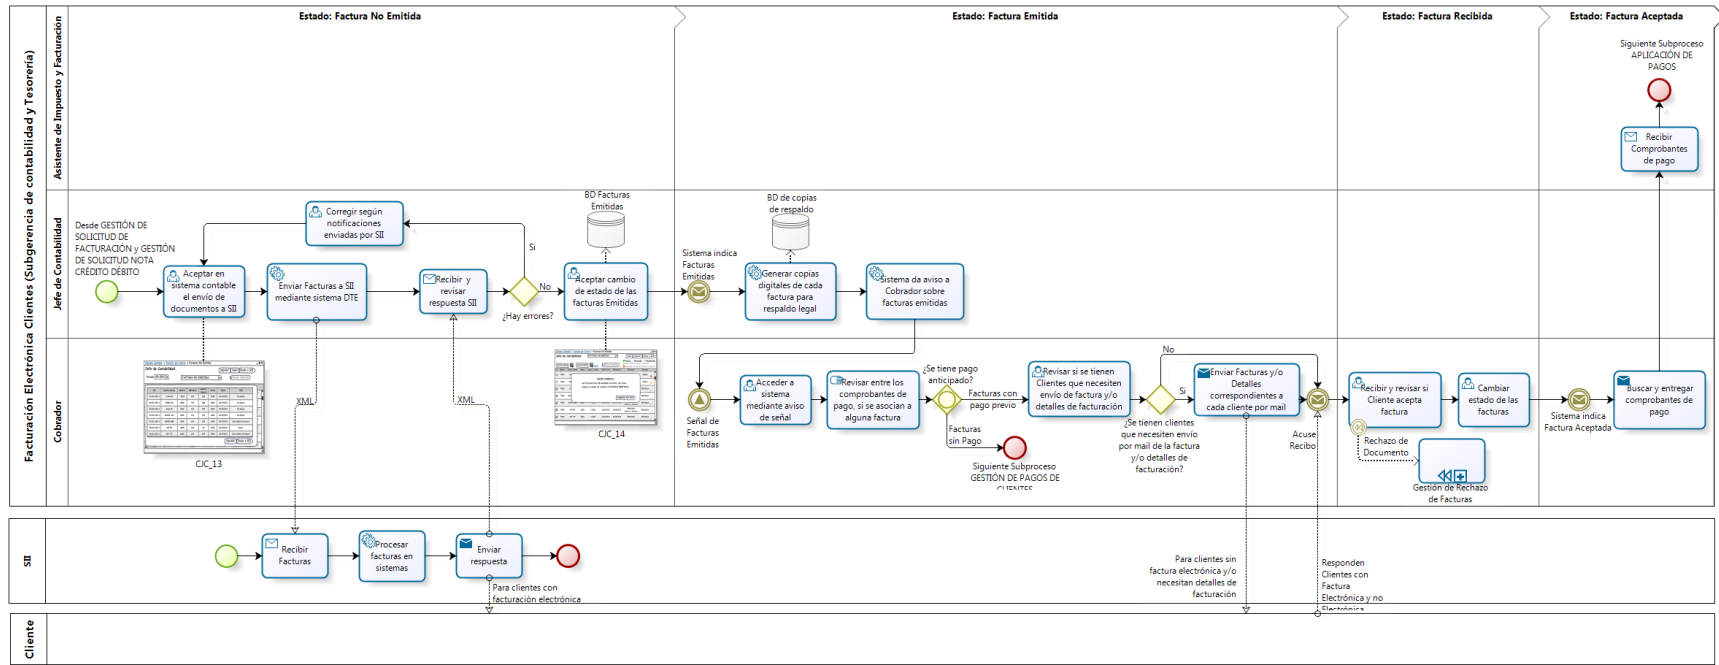 Estado: Factura No Emitida
Estado: Factura Emitida
Estado: Factura Recibida
Estado: Factura Aceptada
Facturación Electrónica Clientes (Subgerencia de contabilidad y Tesorería)
Asistente de Impuesto y Facturación
Siguiente Subproceso
APLICACIÓN DE
PAGOS
Recibir
Comprobantes
de pago
Jefe de Contabilidad
Desde GESTIÓN DE
SOLICITUD DE
FACTURACIÓN y GESTIÓN
DE SOLICITUD NOTA
CRÉDITO DÉBITO
Corregir según
notificaciones
enviadas por SII
Aceptar en
sistema contable
el envío de
documentos a SII
Enviar Facturas a SII
mediante sistema DTE
Recibir y
revisar
respuesta SII
Si
No
¿Hay errores?
BD Facturas
Emitidas
Aceptar cambio
de estado de las
facturas Emitidas
Sistema indica
Facturas
Emitidas
BD de copias
de respaldo
Generar copias
digitales de cada
factura para
respaldo legal
Sistema da aviso a
Cobrador sobre
facturas emitidas
Cobrador
CJC_13
XML
XML
CJC_14
Señal de
Facturas
Emitidas
Acceder a
sistema
mediante aviso
de señal
Revisar entre los
comprobantes de
pago, si se asocian a
alguna factura
¿Se tiene pago
anticipado?
Facturas con
pago previo
Facturas
sin Pago
Siguiente Subproceso
GESTIÓN DE PAGOS DE
CLIENTES
Revisar si se tienen
Clientes que necesiten
envío de factura y/o
detalles de facturación
No
Si
¿Se tienen clientes
que necesiten envío
por mail de la factura
y/o detalles de
facturación?
Enviar Facturas y/o
Detalles
correspondientes a
cada cliente por mail
Acuse
Recibo
Recibir y revisar si
Cliente acepta
factura
Rechazo de
Documento
Cambiar
estado de las
facturas
Gestión de Rechazo
de Facturas
Sistema indica
Factura Aceptada
Buscar y entregar
comprobantes de
pago
SII
Recibir
Facturas
Procesar
facturas en
sistemas
Enviar
respuesta
Para clientes con
facturación electrónica
Para clientes sin
factura electrónica y/o
necesitan detalles de
facturación
Responden
Clientes con
Factura
Electrónica y no
Electrónica
Cliente